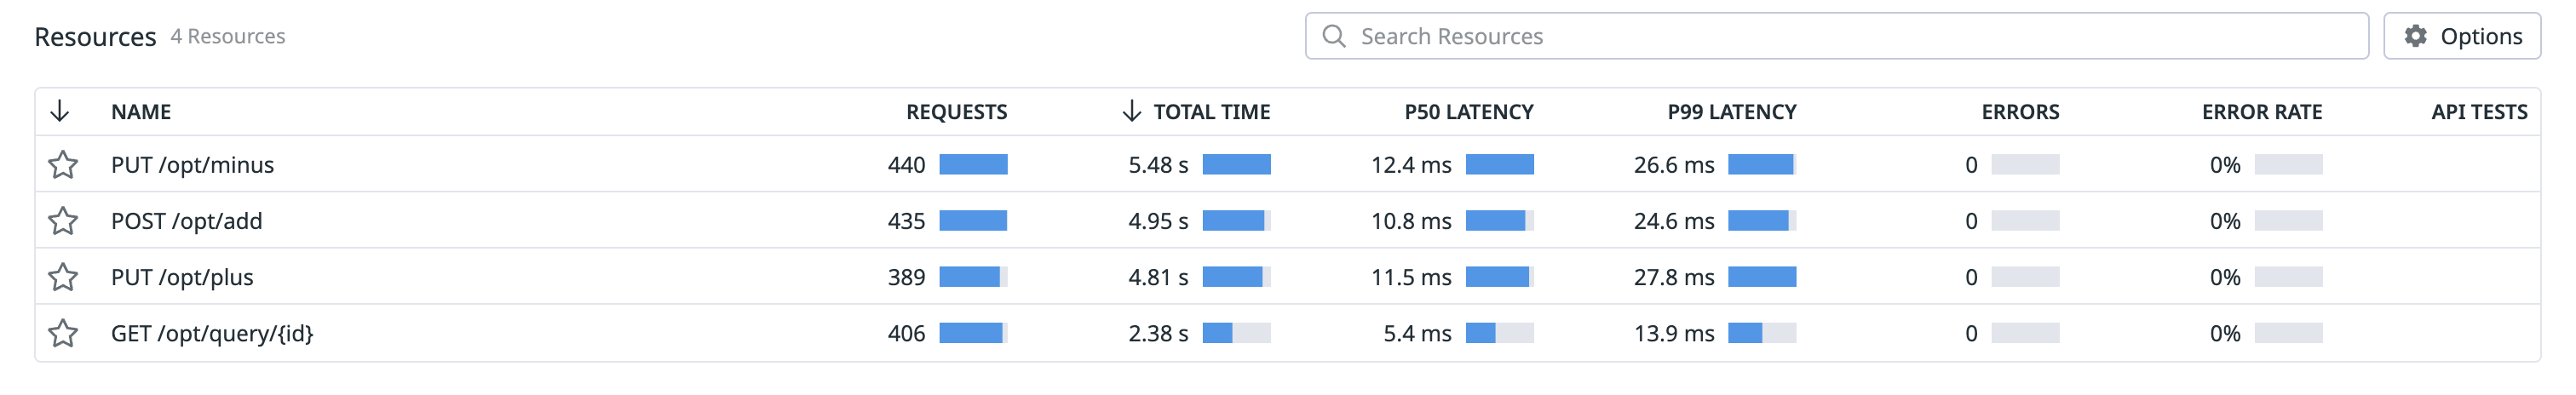 Resources 4 Resources Search Resources Options
NAME REQUESTS TOTAL TIME P50 LATENCY P99 LATENCY ERRORS ERROR RATE API TESTS
PUT /opt/minus 440 5.48 s 12.4 ms 26.6 ms 0 0%
POST /opt/add 435 4.95 s 10.8 ms 24.6 ms 0 0%
PUT /opt/plus 389 4.81 s 11.5 ms 27.8 ms 0 0%
GET /opt/query/{id} 406 2.38 s 5.4 ms 13.9 ms 0 0%